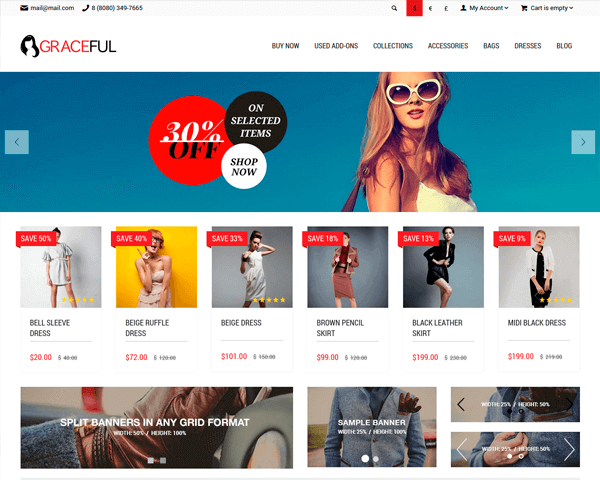 mail@mail.com 8 (8080) 349-7665 $ € £ My Account Cart is empty
GRACEFUL
BUY NOW USED ADD-ONS COLLECTIONS ACCESSORIES BAGS DRESSES BLOG
30%
OFF
ON
SELECTED
ITEMS
SHOP
NOW
SAVE 50% SAVE 40% SAVE 33% SAVE 18% SAVE 13% SAVE 9%
BELL SLEEVE
DRESS
$20.00 $ 40.00
BEIGE RUFFLE
DRESS
$72.00 $ 120.00
BEIGE DRESS
$101.00 $ 150.00
BROWN PENCIL
SKIRT
$99.00 $ 120.00
BLACK LEATHER
SKIRT
$199.00 $ 230.00
MIDI BLACK DRESS
$199.00 $ 219.00
SPLIT BANNERS IN ANY GRID FORMAT
WIDTH: 50% / HEIGHT: 100%
SAMPLE BANNER
WIDTH: 25% / HEIGHT: 100%
WIDTH: 25% / HEIGHT: 50%
WIDTH: 25% / HEIGHT: 50%